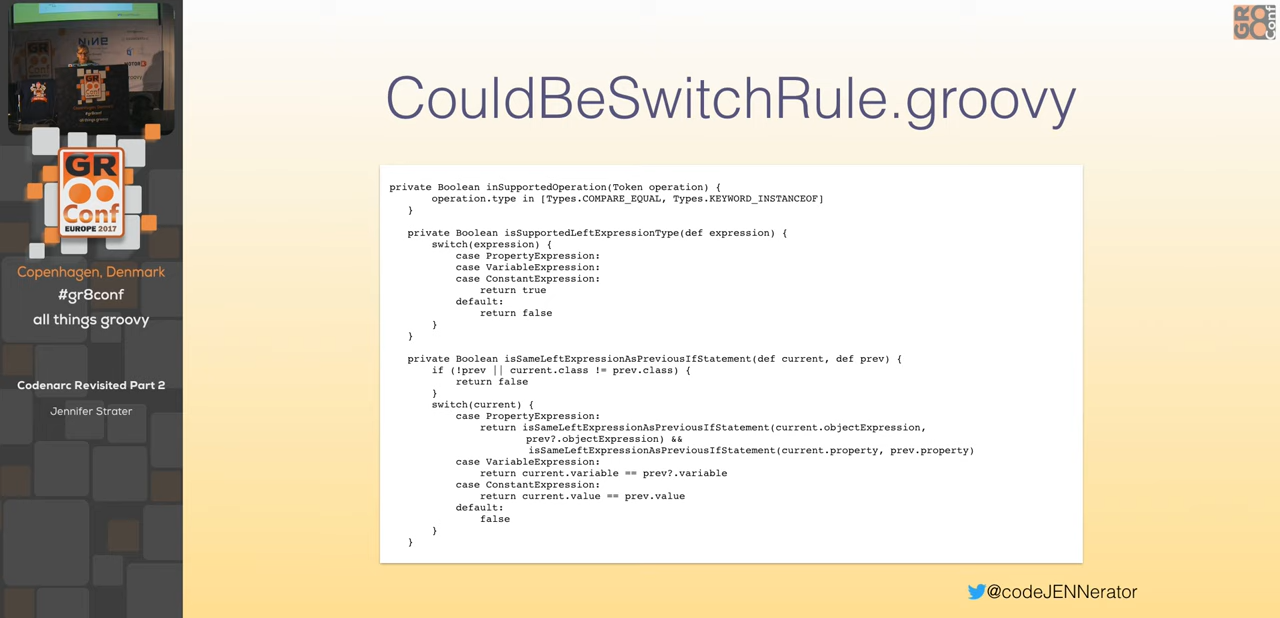 GR
Conf
EUROPE 2017
Copenhagen, Denmark
#gr8conf
all things groovy
Codenarc Revisited Part 2
Jennifer Strater
GR
Conf
CouldBeSwitchRule.groovy
private Boolean inSupportedOperation(Token operation) {
operation.type in [Types.COMPARE_EQUAL, Types.KEYWORD_INSTANCEOF]
}
private Boolean isSupportedLeftExpressionType(def expression) {
switch(expression) {
case PropertyExpression:
case VariableExpression:
case ConstantExpression:
return true
default:
return false
}
}
private Boolean isSameLeftExpressionAsPreviousIfStatement(def current, def prev) {
if (!prev || current.class != prev.class) {
return false
}
switch(current) {
case PropertyExpression:
return isSameLeftExpressionAsPreviousIfStatement(current.objectExpression,
prev?.objectExpression) &&
isSameLeftExpressionAsPreviousIfStatement(current.property, prev.property)
case VariableExpression:
return current.variable == prev?.variable
case ConstantExpression:
return current.value == prev.value
default:
false
}
}
@codeJENNerator